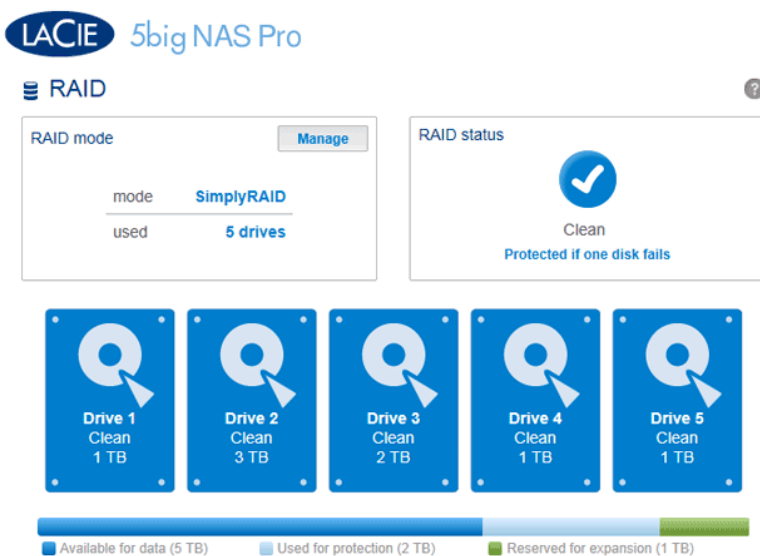 LACIE 5big NAS Pro
RAID
?
RAID mode
Manage
mode SimplyRAID
used 5 drives
RAID status
Clean
Protected if one disk fails
Drive 1
Clean
1 TB
Drive 2
Clean
3 TB
Drive 3
Clean
2 TB
Drive 4
Clean
1 TB
Drive 5
Clean
1 TB
Available for data (5 TB) Used for protection (2 TB) Reserved for expansion (1 TB)